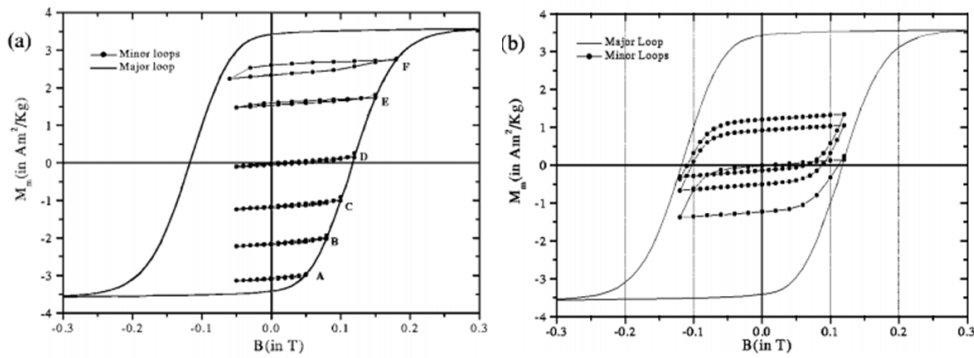 (a)
Minor loops
Major loop
M_m(in Am²/Kg)
4
3
2
1
0
-1
-2
-3
-4
-0.3
-0.2
-0.1
0.0
0.1
0.2
0.3
B(in T)
F
E
D
C
B
A
(b)
Major Loop
Minor Loops
M_m(in Am²/Kg)
4
3
2
1
0
-1
-2
-3
-4
-0.3
-0.2
-0.1
0.0
0.1
0.2
0.3
B(in T)